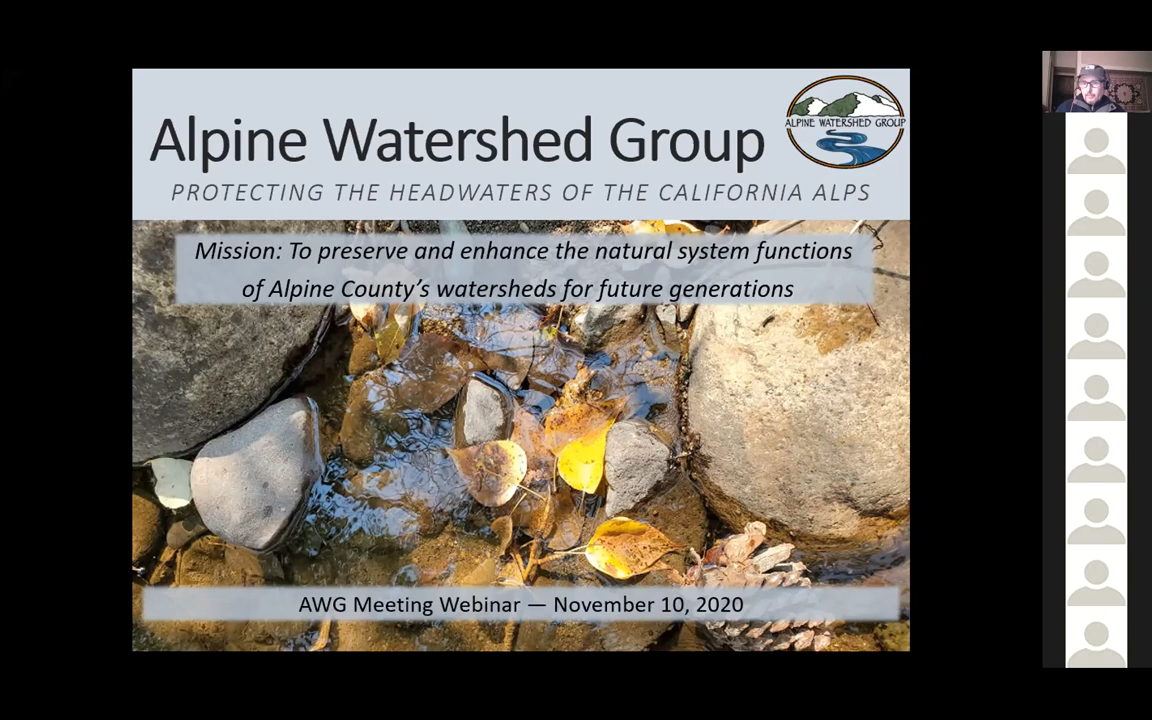 Alpine Watershed Group
ALPINE WATERSHED GROUP
PROTECTING THE HEADWATERS OF THE CALIFORNIA ALPS
Mission: To preserve and enhance the natural system functions
of Alpine County’s watersheds for future generations
AWG Meeting Webinar — November 10, 2020